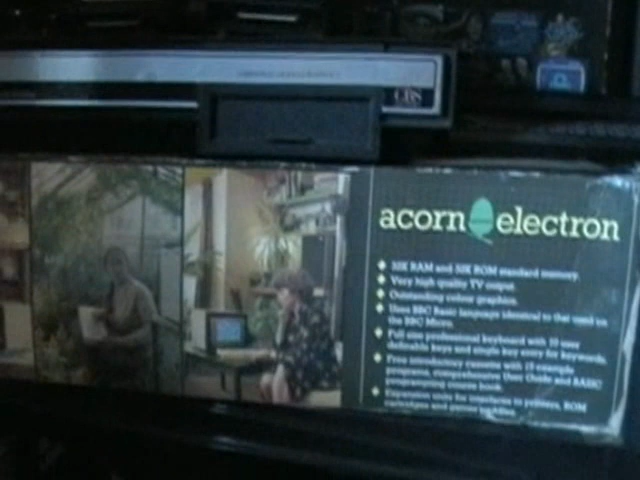 CBS
acorn electron
32K RAM and 32K ROM standard memory.
Very high quality TV output.
Outstanding colour graphics.
Uses BBC Basic language identical to that used on
the BBC Micro.
Full size professional keyboard with 10 user
definable keys and single key entry for keywords.
Free introductory cassette with 15 example
programs, comprehensive User Guide and BASIC
programming course book.
Expansion units for interfaces to printers, ROM
cartridges and games paddles.